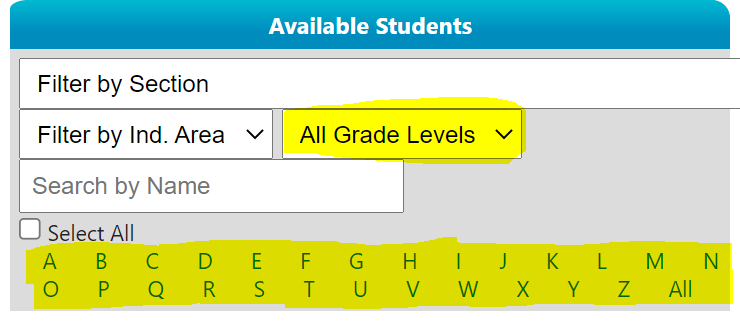 Available Students
Filter by Section
Filter by Ind. Area All Grade Levels
Search by Name
Select All
A B C D E F G H I J K L M N
O P Q R S T U V W X Y Z All